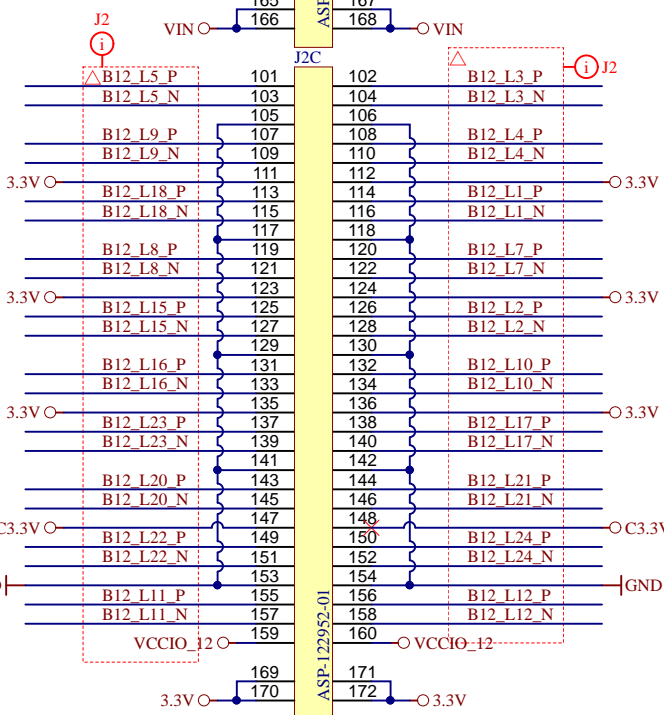 165 ASP 167
VIN 166 168 VIN
J2 J2C
i i J2
B12_L5_P 101 102 B12_L3_P
B12_L5_N 103 104 B12_L3_N
105 106
B12_L9_P 107 108 B12_L4_P
B12_L9_N 109 110 B12_L4_N
3.3V 111 112 3.3V
B12_L18_P 113 114 B12_L1_P
B12_L18_N 115 116 B12_L1_N
117 118
B12_L8_P 119 120 B12_L7_P
B12_L8_N 121 122 B12_L7_N
3.3V 123 124 3.3V
B12_L15_P 125 126 B12_L2_P
B12_L15_N 127 128 B12_L2_N
129 130
B12_L16_P 131 132 B12_L10_P
B12_L16_N 133 134 B12_L10_N
3.3V 135 136 3.3V
B12_L23_P 137 138 B12_L17_P
B12_L23_N 139 140 B12_L17_N
141 142
B12_L20_P 143 144 B12_L21_P
B12_L20_N 145 146 B12_L21_N
C3.3V 147 148 C3.3V
B12_L22_P 149 150 B12_L24_P
B12_L22_N 151 152 B12_L24_N
153 154 GND
B12_L11_P 155 156 B12_L12_P
B12_L11_N 157 158 B12_L12_N
VCCIO_12 159 160 VCCIO_12
ASP-122952-01
169 171
3.3V 170 172 3.3V